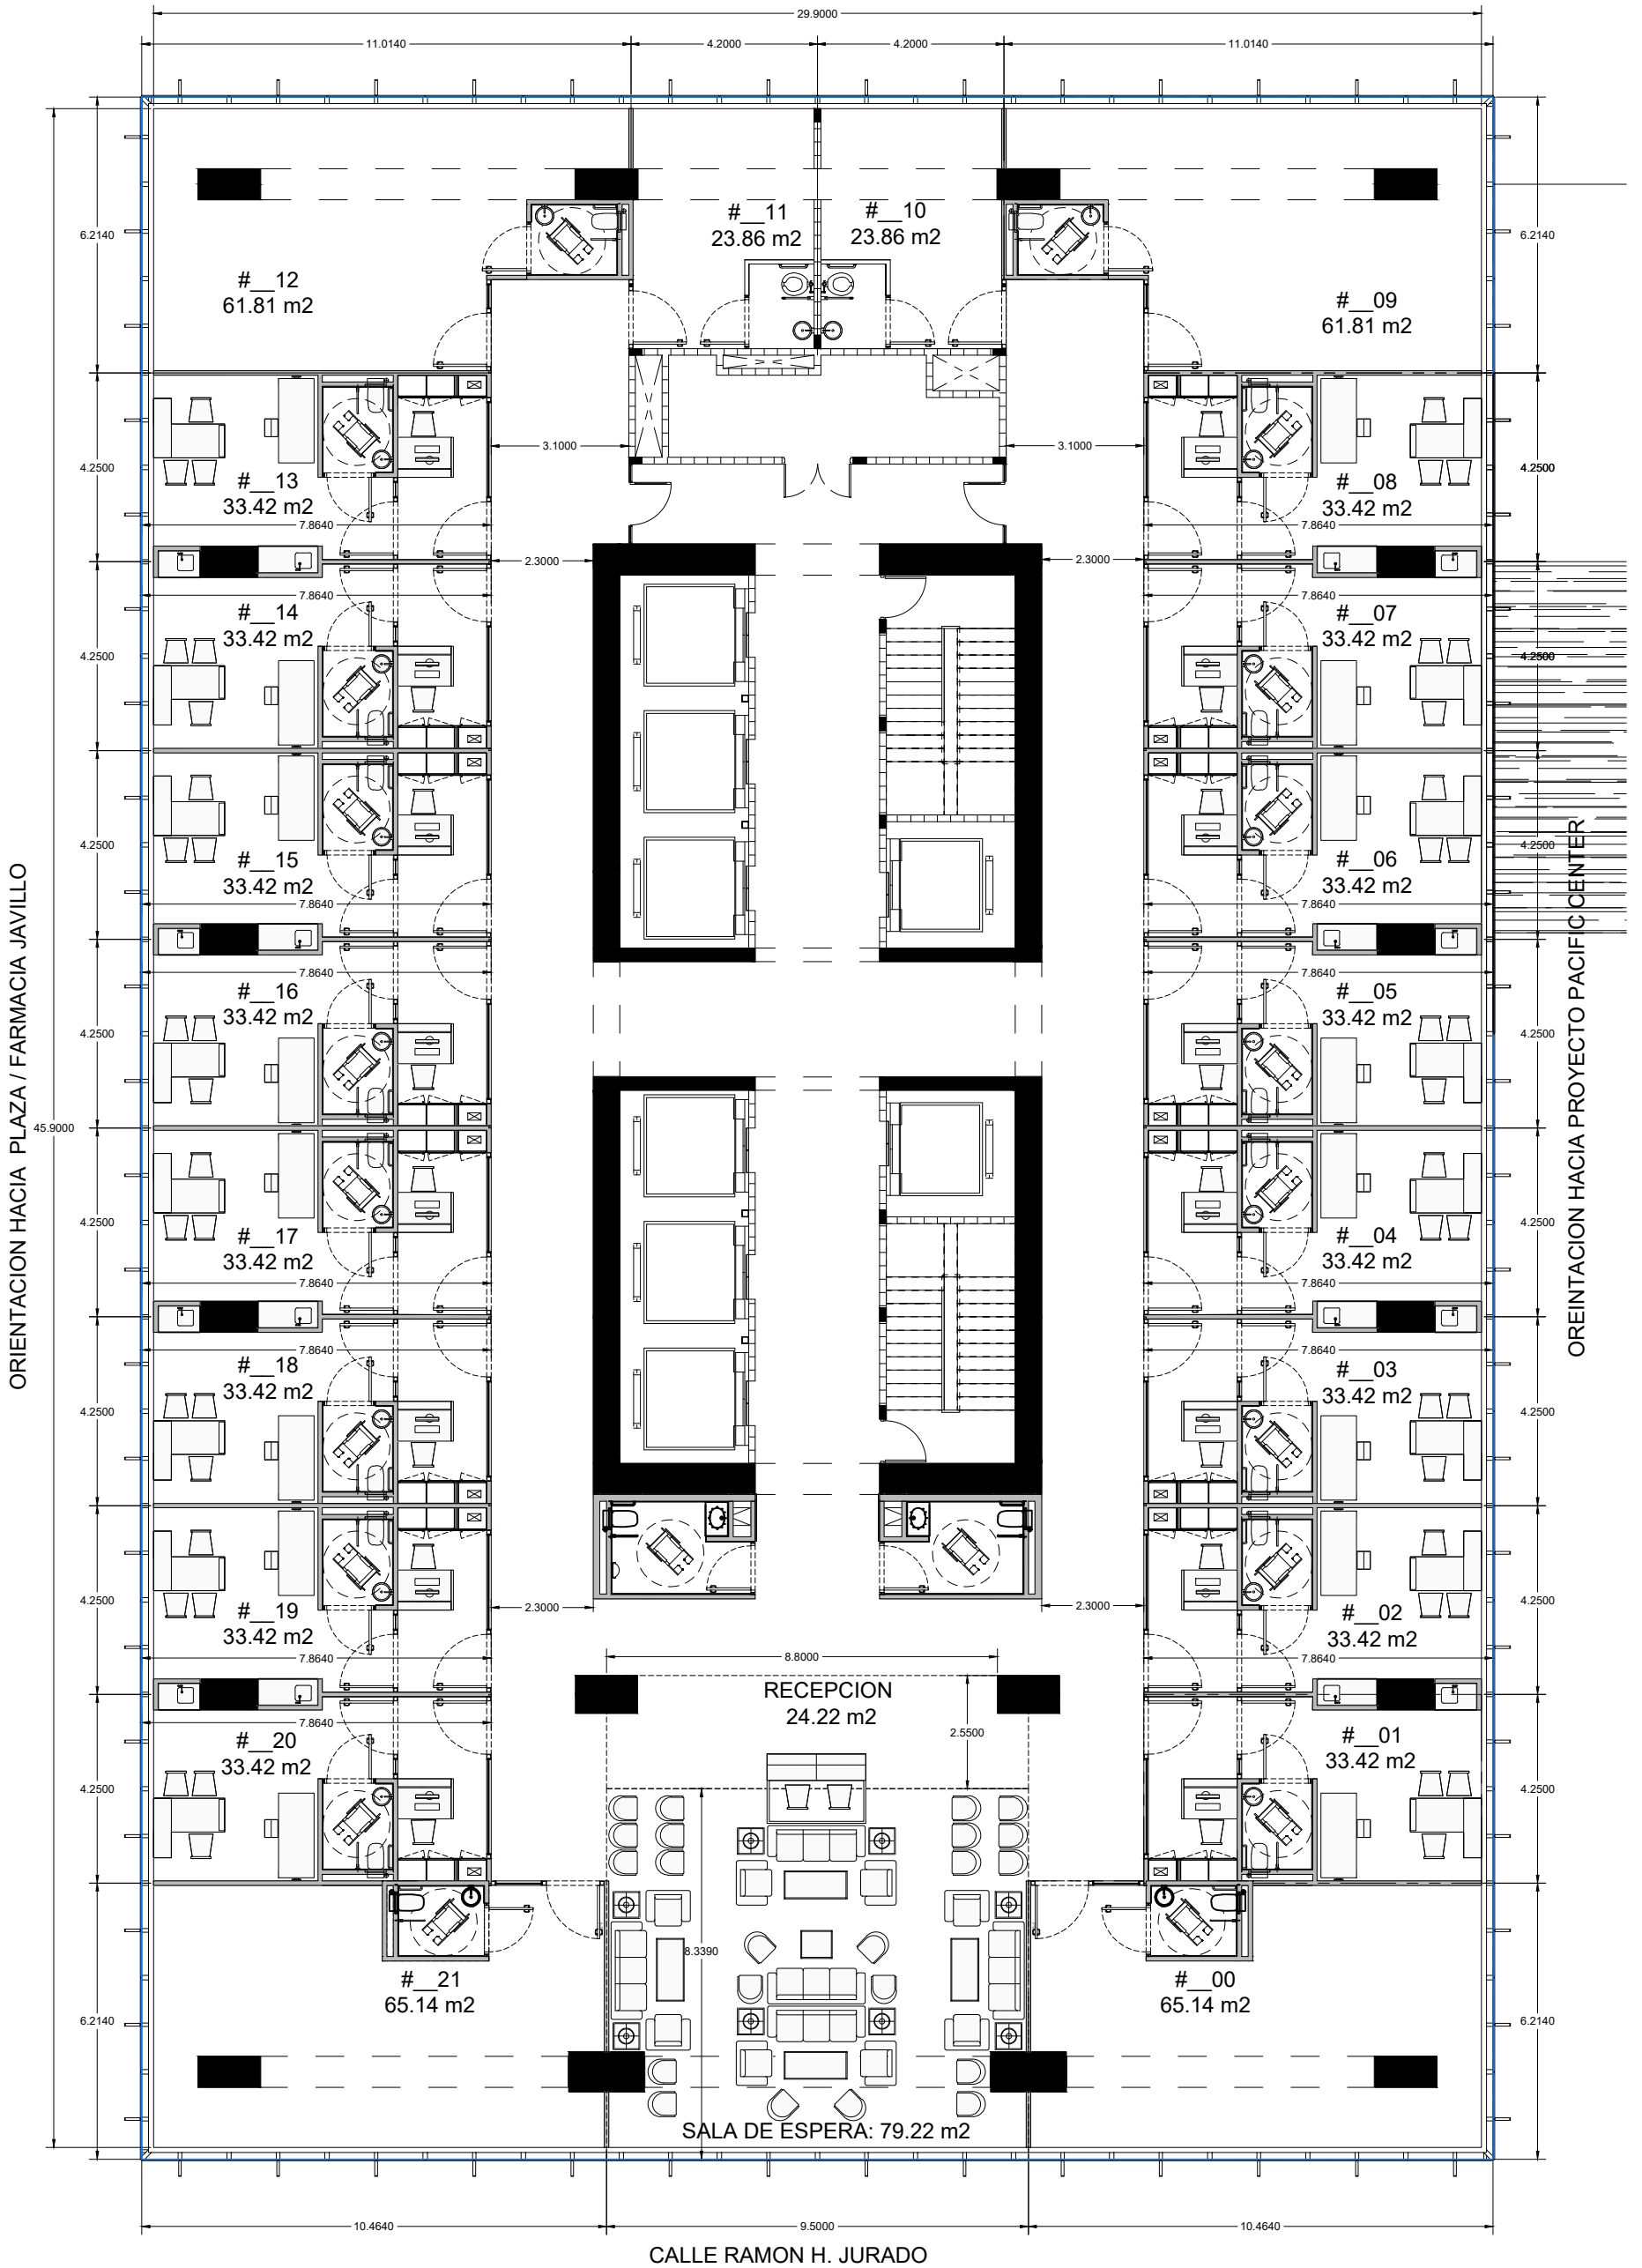 29.9000
11.0140
4.2000
4.2000
11.0140
6.2140
6.2140
#__11
23.86 m2
#__10
23.86 m2
#__12
61.81 m2
#__09
61.81 m2
3.1000
3.1000
4.2500
4.2500
#__13
33.42 m2
#__08
33.42 m2
7.8640
7.8640
2.3000
2.3000
7.8640
7.8640
#__14
33.42 m2
#__07
33.42 m2
4.2500
4.2500
4.2500
4.2500
#__15
33.42 m2
#__06
33.42 m2
7.8640
7.8640
7.8640
7.8640
#__16
33.42 m2
#__05
33.42 m2
4.2500
4.2500
ORIENTACION HACIA PLAZA / FARMACIA JAVILLO
OREINTACION HACIA PROYECTO PACIFIC CENTER
45.9000
4.2500
4.2500
#__17
33.42 m2
#__04
33.42 m2
7.8640
7.8640
7.8640
7.8640
#__18
33.42 m2
#__03
33.42 m2
4.2500
4.2500
4.2500
4.2500
2.3000
2.3000
#__19
33.42 m2
#__02
33.42 m2
7.8640
8.8000
7.8640
RECEPCION
24.22 m2
2.5500
7.8640
#__20
33.42 m2
#__01
33.42 m2
4.2500
4.2500
8.3390
#__21
65.14 m2
#__00
65.14 m2
6.2140
6.2140
SALA DE ESPERA: 79.22 m2
10.4640
9.5000
10.4640
CALLE RAMON H. JURADO